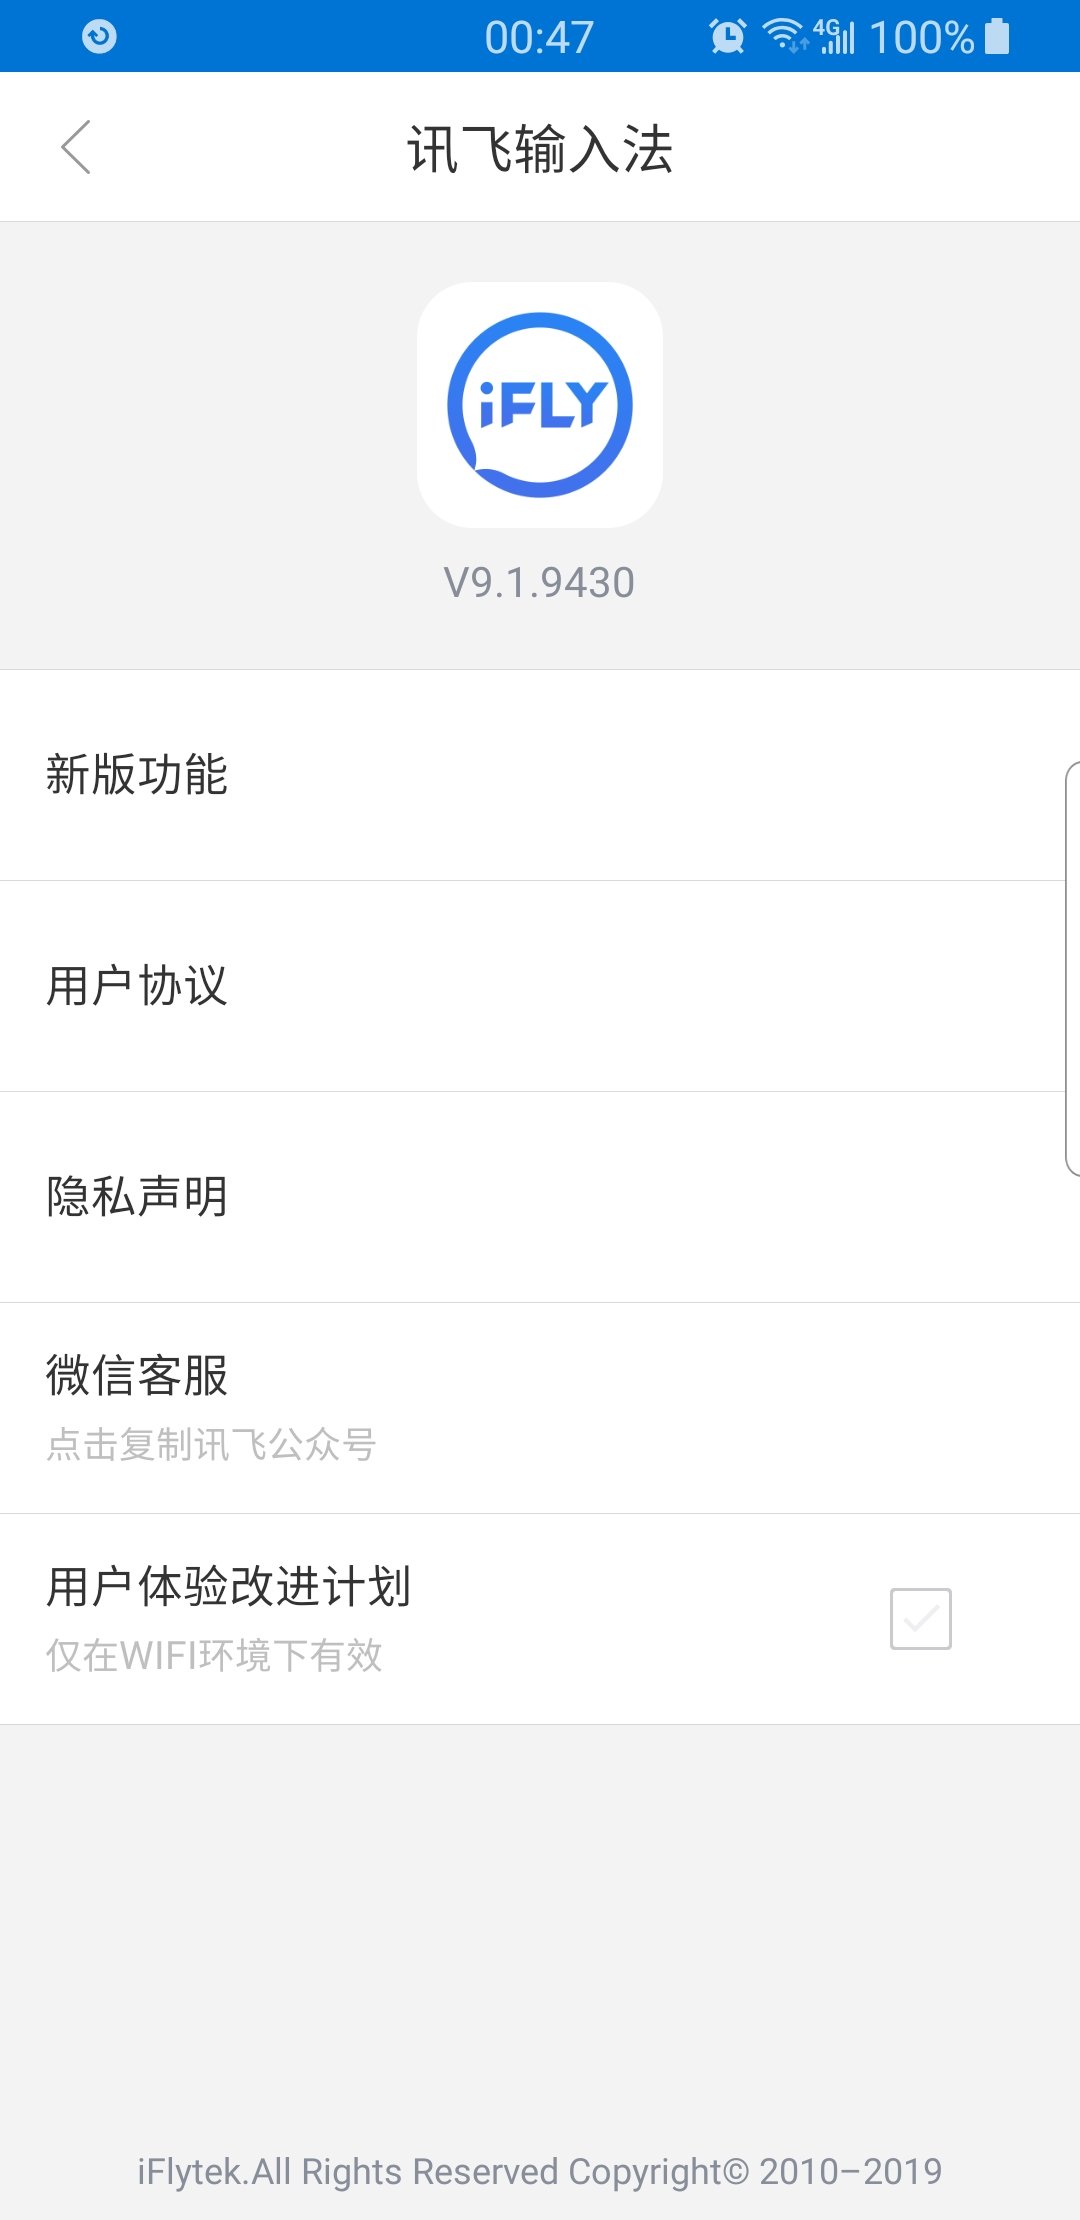 00:47
4G
100%
讯飞输入法
iFLY
V9.1.9430
新版功能
用户协议
隐私声明
微信客服
点击复制讯飞公众号
用户体验改进计划
仅在WIFI环境下有效
iFlytek.All Rights Reserved Copyright© 2010–2019